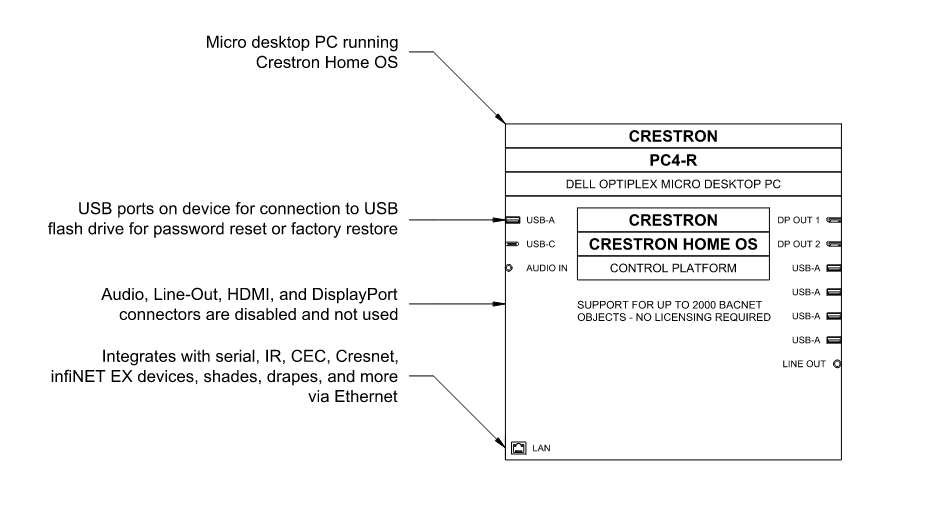 Micro desktop PC running
Crestron Home OS
CRESTRON
PC4-R
DELL OPTIPLEX MICRO DESKTOP PC
USB ports on device for connection to USB
flash drive for password reset or factory restore
USB-A
USB-C
AUDIO IN
CRESTRON
CRESTRON HOME OS
CONTROL PLATFORM
SUPPORT FOR UP TO 2000 BACNET
OBJECTS - NO LICENSING REQUIRED
DP OUT 1
DP OUT 2
USB-A
USB-A
USB-A
USB-A
LINE OUT
Audio, Line-Out, HDMI, and DisplayPort
connectors are disabled and not used
Integrates with serial, IR, CEC, Cresnet,
infiNET EX devices, shades, drapes, and more
via Ethernet
LAN